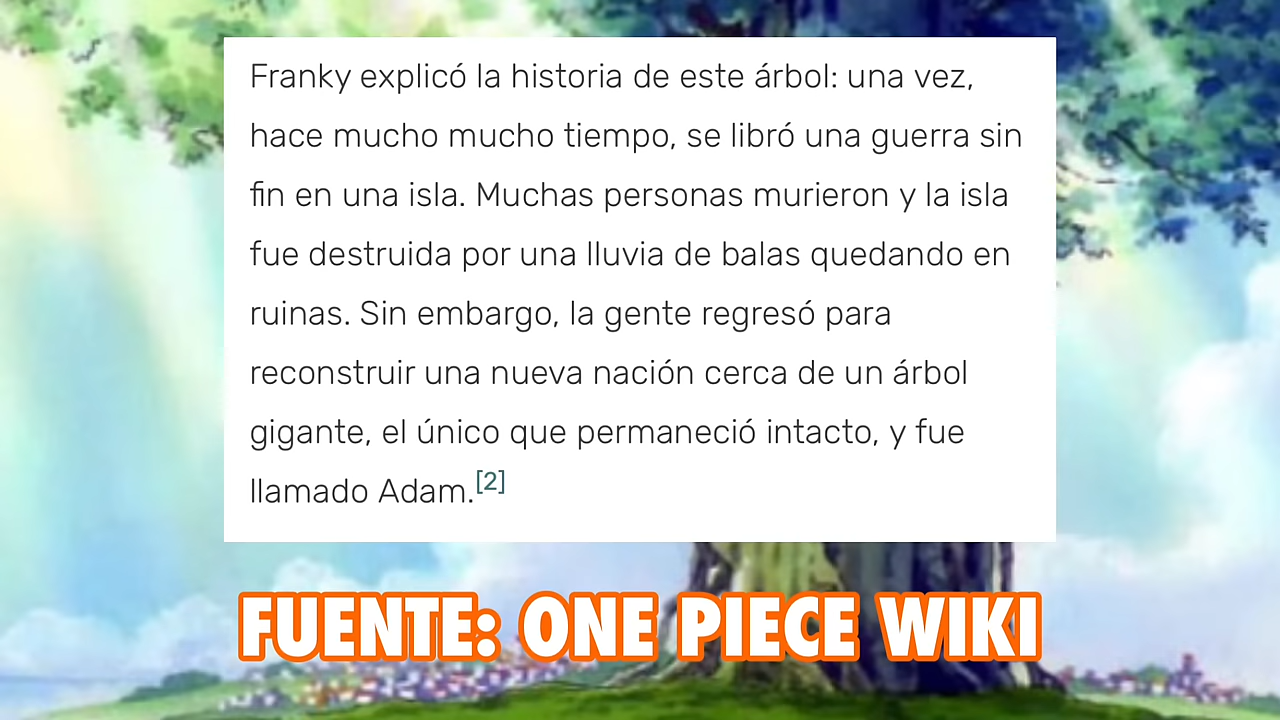 Franky explicó la historia de este árbol: una vez,
hace mucho mucho tiempo, se libró una guerra sin
fin en una isla. Muchas personas murieron y la isla
fue destruida por una lluvia de balas quedando en
ruinas. Sin embargo, la gente regresó para
reconstruir una nueva nación cerca de un árbol
gigante, el único que permaneció intacto, y fue
llamado Adam.[2]
FUENTE: ONE PIECE WIKI